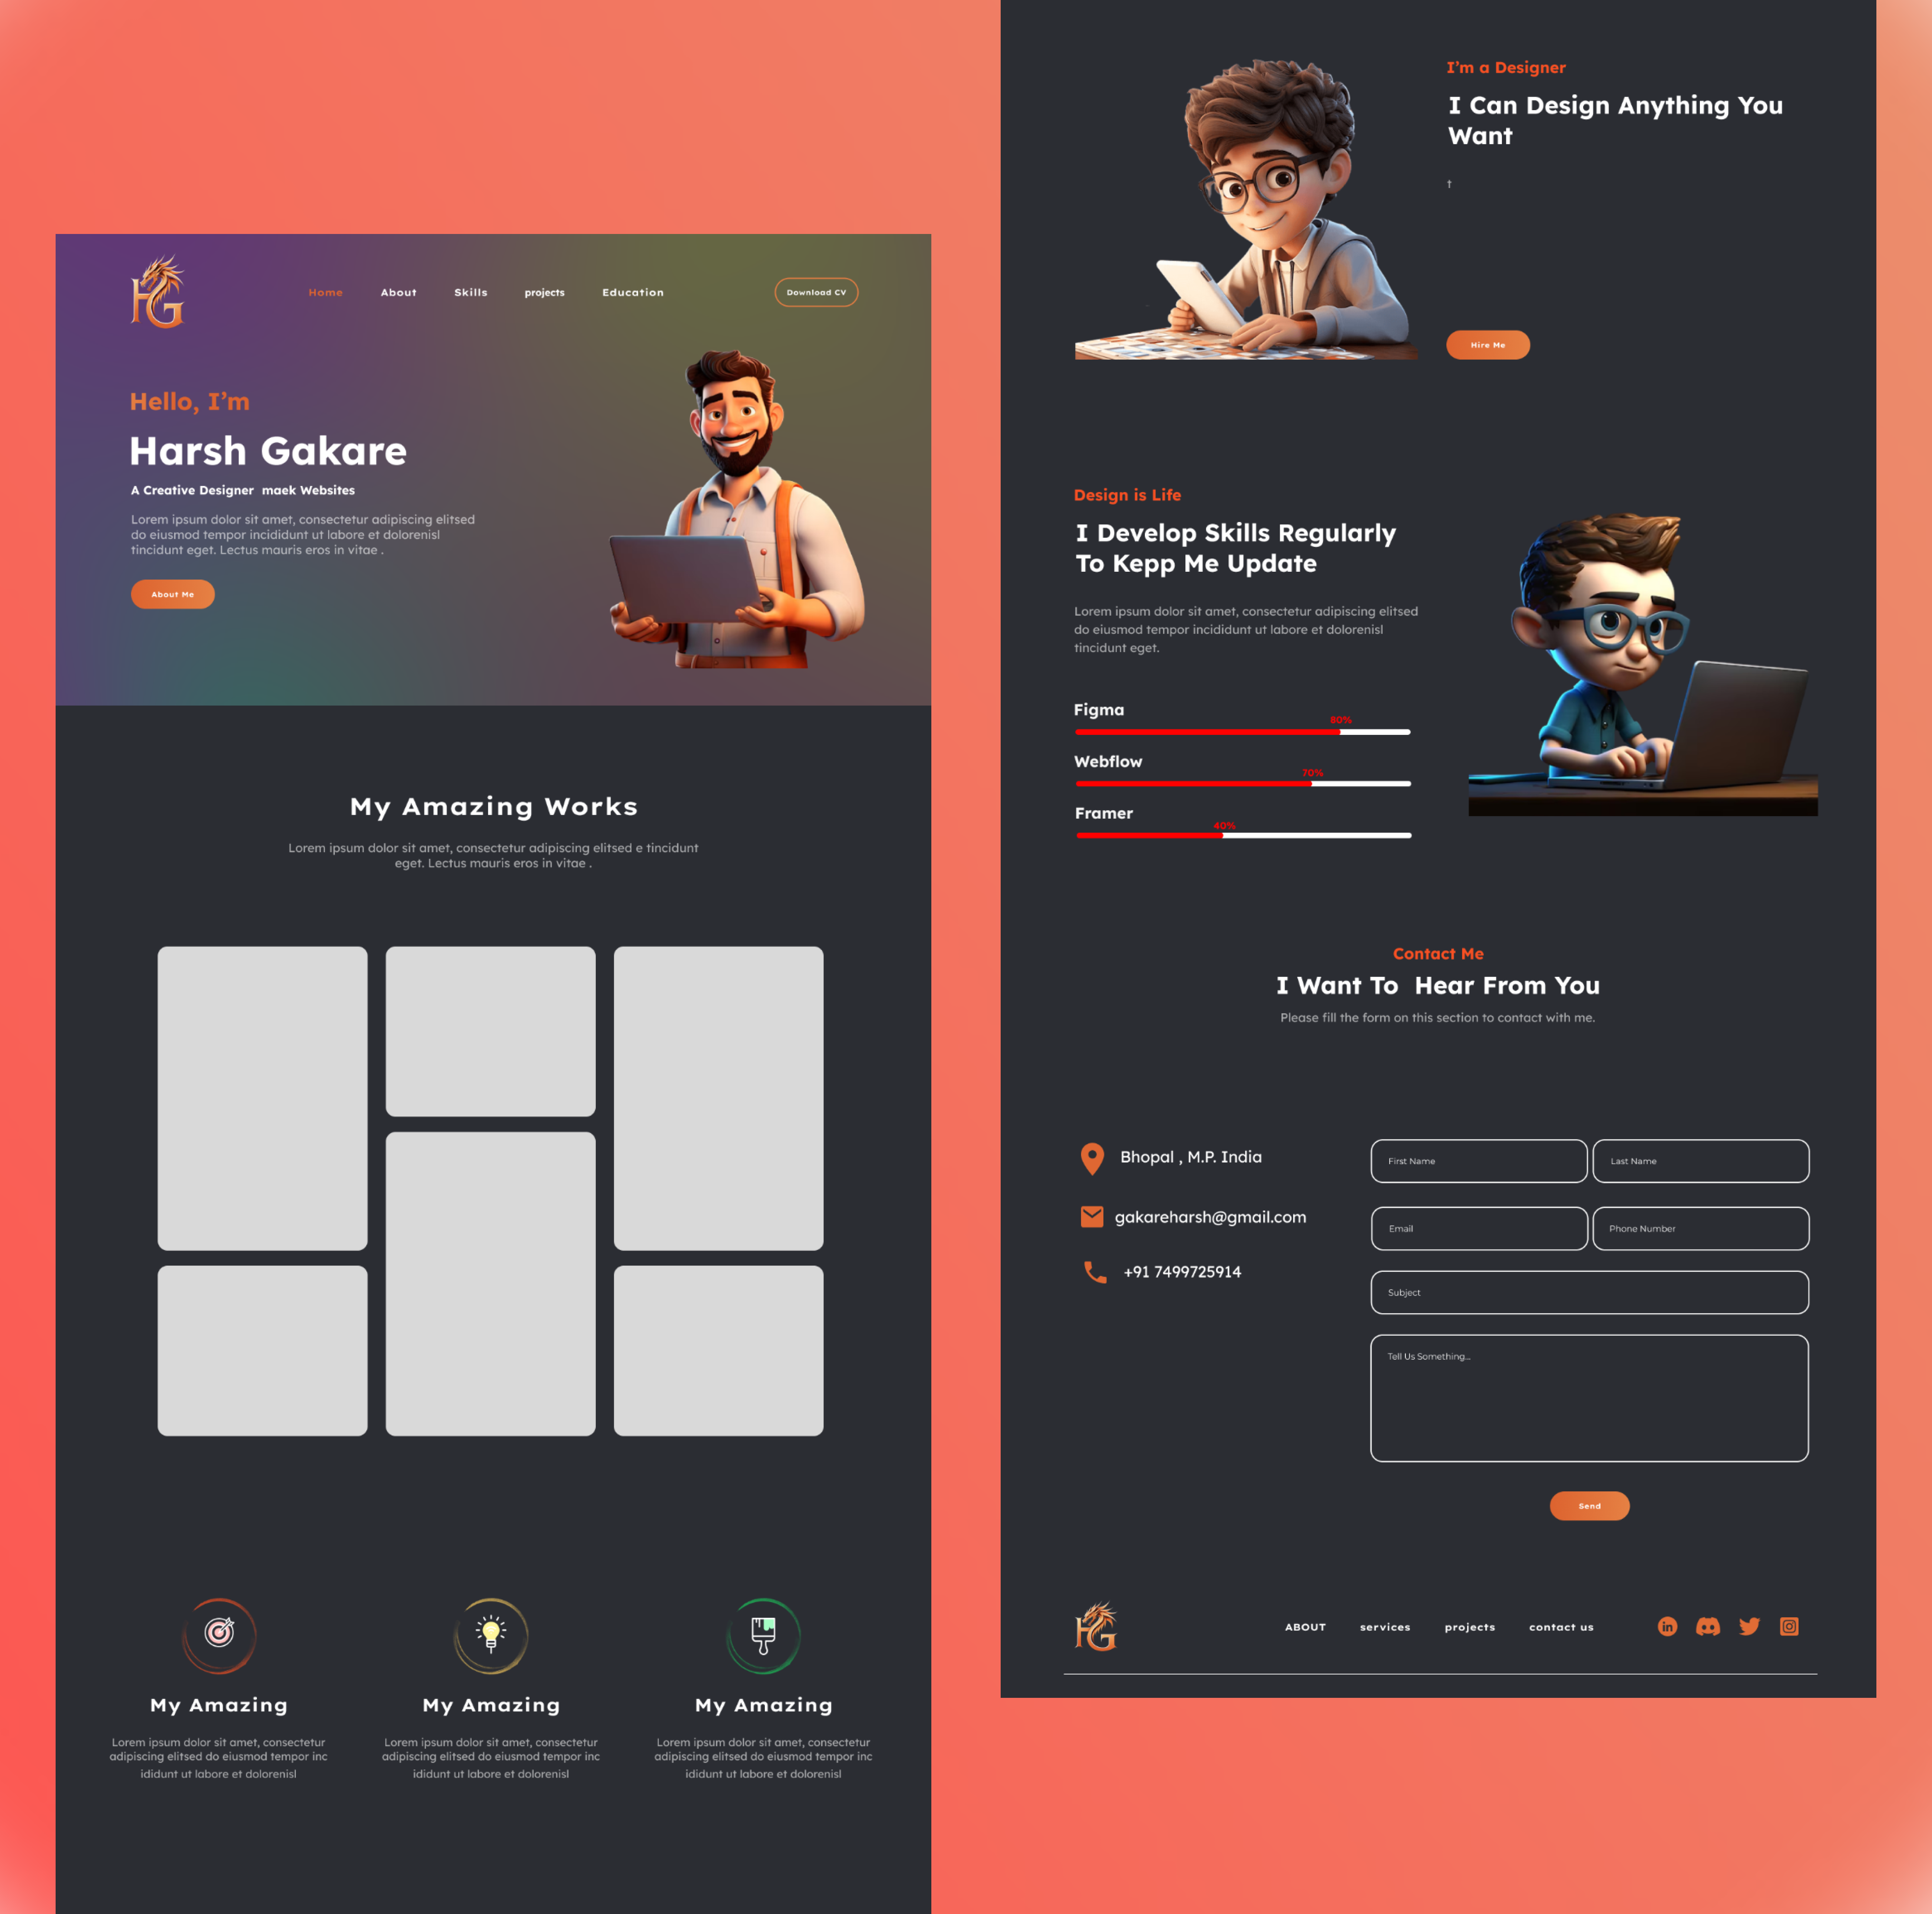 HG
Home About Skills projects Education
Download CV
Hello, I'm
Harsh Gakare
A Creative Designer  maek Websites
Lorem ipsum dolor sit amet, consectetur adipiscing elitsed
do eiusmod tempor incididunt ut labore et dolorenisl
tincidunt eget. Lectus mauris eros in vitae .
About Me
My Amazing Works
Lorem ipsum dolor sit amet, consectetur adipiscing elitsed e tincidunt
eget. Lectus mauris eros in vitae .
My Amazing
Lorem ipsum dolor sit amet, consectetur
adipiscing elitsed do eiusmod tempor inc
ididunt ut labore et dolorenisl
My Amazing
Lorem ipsum dolor sit amet, consectetur
adipiscing elitsed do eiusmod tempor inc
ididunt ut labore et dolorenisl
My Amazing
Lorem ipsum dolor sit amet, consectetur
adipiscing elitsed do eiusmod tempor inc
ididunt ut labore et dolorenisl
I'm a Designer
I Can Design Anything You
Want
t
Hire Me
Design is Life
I Develop Skills Regularly
To Kepp Me Update
Lorem ipsum dolor sit amet, consectetur adipiscing elitsed
do eiusmod tempor incididunt ut labore et dolorenisl
tincidunt eget.
Figma
80%
Webflow
70%
Framer
40%
Contact Me
I Want To  Hear From You
Please fill the form on this section to contact with me.
Bhopal , M.P. India
gakareharsh@gmail.com
+91 7499725914
First Name
Last Name
Email
Phone Number
Subject
Tell Us Something...
Send
HG
ABOUT services projects contact us
in